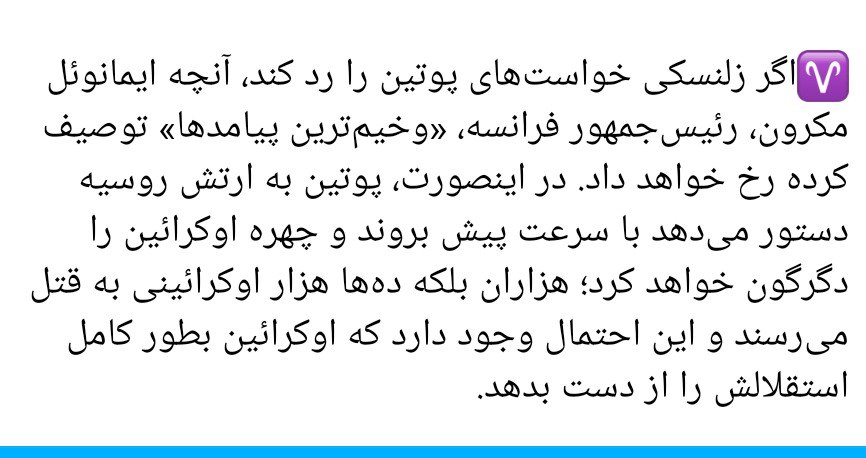 ♈اگر زلنسکی خواست‌های پوتین را رد کند، آنچه ایمانوئل
مکرون، رئیس‌جمهور فرانسه، «وخیم‌ترین پیامدها» توصیف
کرده رخ خواهد داد. در اینصورت، پوتین به ارتش روسیه
دستور می‌دهد با سرعت پیش بروند و چهره اوکرائین را
دگرگون خواهد کرد؛ هزاران بلکه ده‌ها هزار اوکرائینی به قتل
می‌رسند و این احتمال وجود دارد که اوکرائین بطور کامل
استقلالش را از دست بدهد.